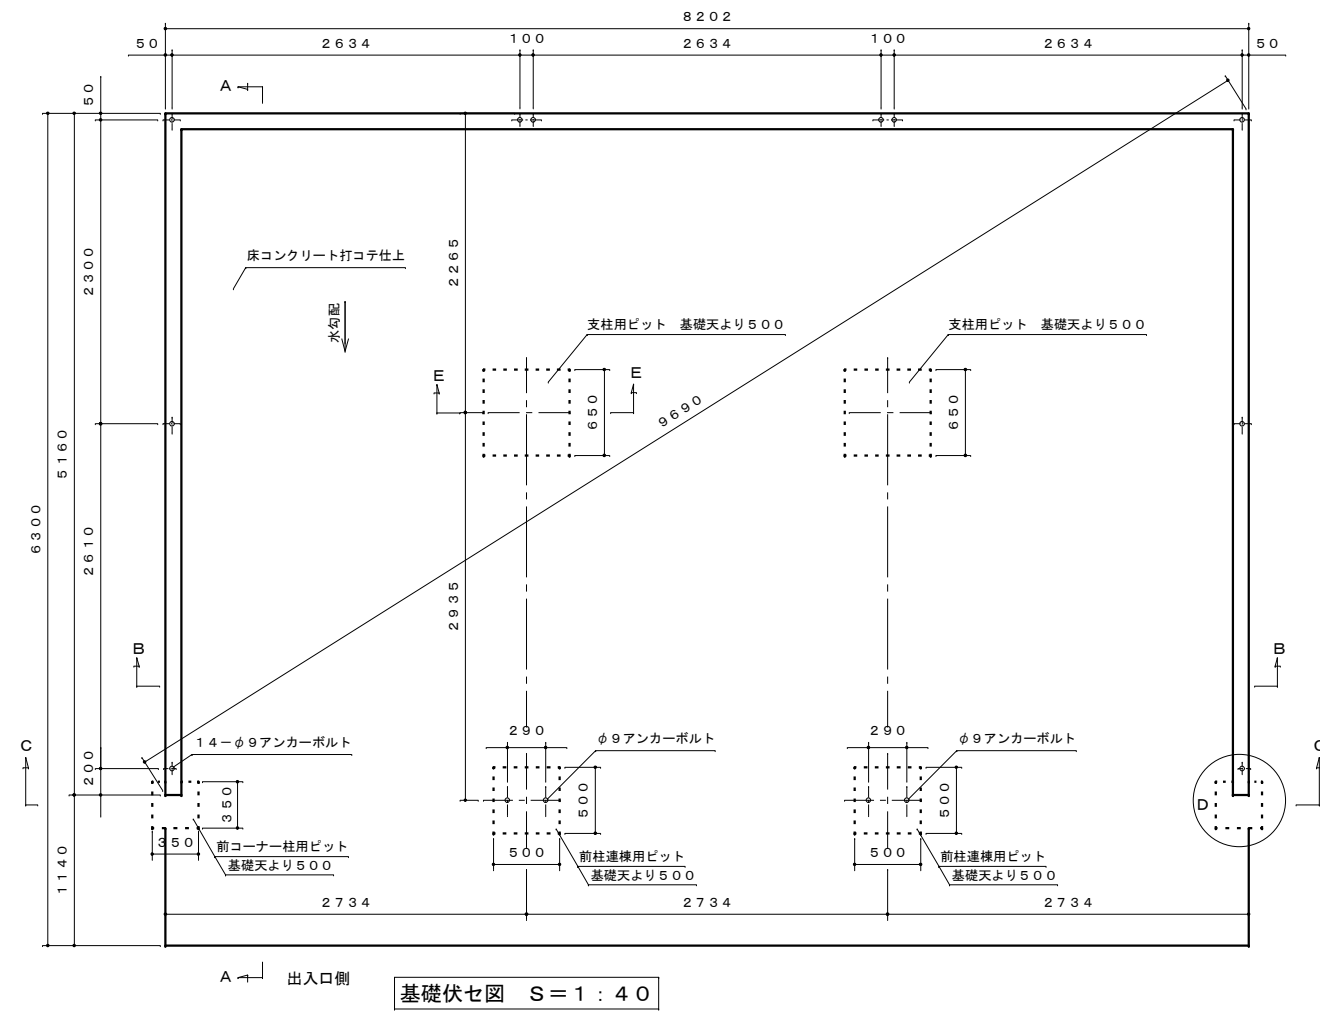 ８２０２
５０
２６３４
１００
２６３４
１００
２６３４
５０
A
５０
２３００
床コンクリート打コテ仕上
水勾配
２２６５
支柱用ピット　基礎天より５００
支柱用ピット　基礎天より５００
E
E
６５０
６５０
９６９０
５１６０
６３００
２６１０
２９３５
B
B
C
２００
１４－φ９アンカーボルト
２９０
φ９アンカーボルト
２９０
φ９アンカーボルト
３５０
５００
５００
D
３５０
前コーナー柱用ピット
基礎天より５００
５００
前柱連棟用ピット
基礎天より５００
５００
前柱連棟用ピット
基礎天より５００
１１４０
２７３４
２７３４
２７３４
A
出入口側
基礎伏セ図　Ｓ＝１：４０